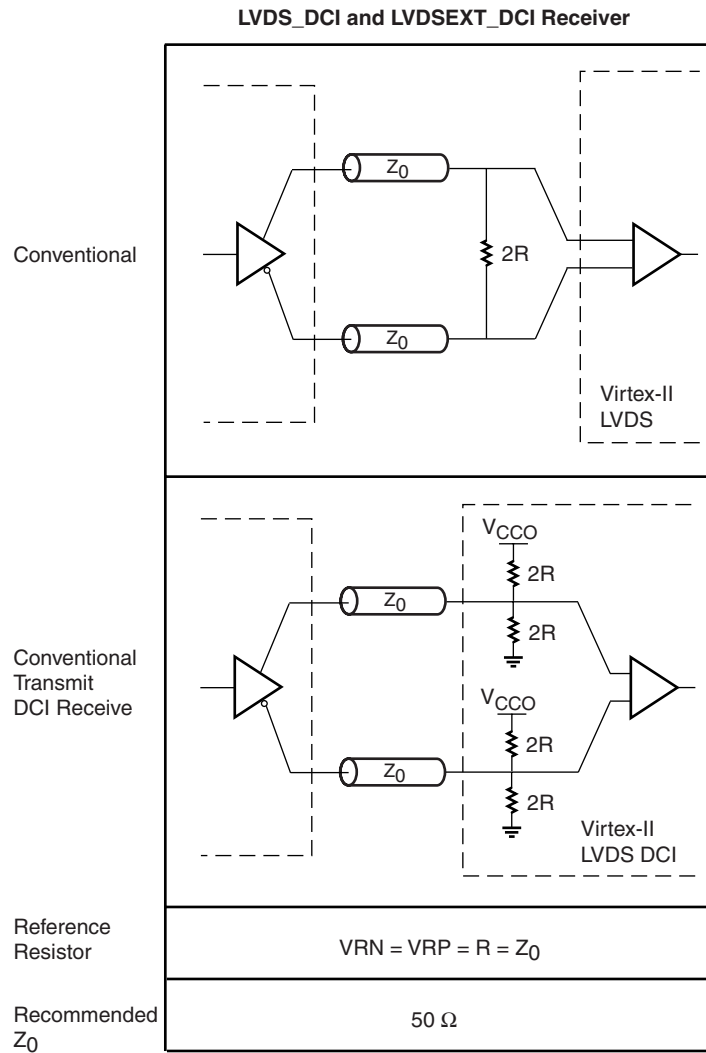 LVDS_DCI and LVDSEXT_DCI Receiver
Conventional
Z0
2R
Z0
Virtex-II
LVDS
Conventional
Transmit
DCI Receive
VCCO
2R
Z0
2R
VCCO
2R
Z0
2R
Virtex-II
LVDS DCI
Reference
Resistor
VRN = VRP = R = Z0
Recommended
Z0
50 Ω